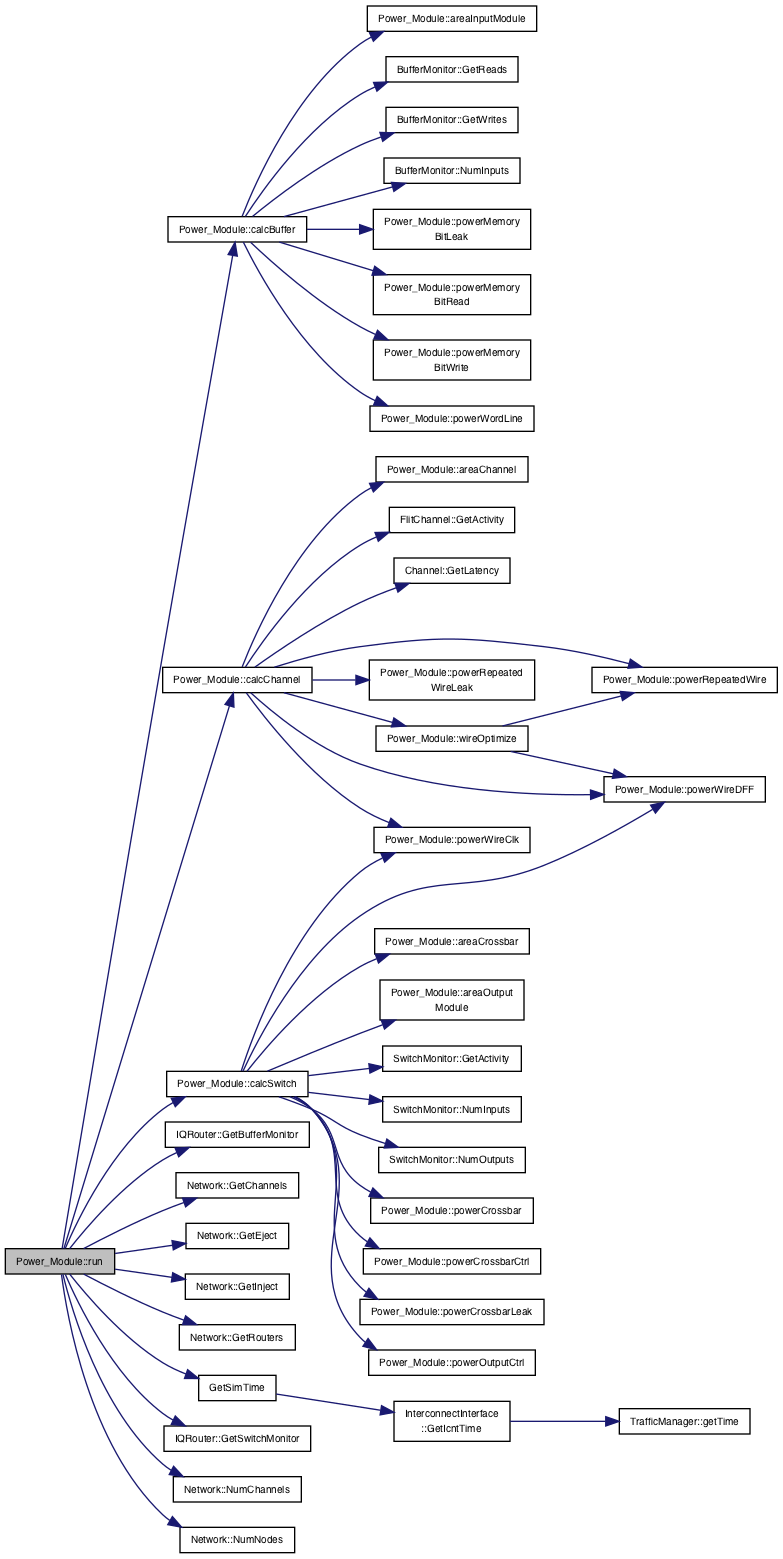 Power_Module::areaInputModule
BufferMonitor::GetReads
BufferMonitor::GetWrites
BufferMonitor::NumInputs
Power_Module::calcBuffer
Power_Module::powerMemory
BitLeak
Power_Module::powerMemory
BitRead
Power_Module::powerMemory
BitWrite
Power_Module::powerWordLine
Power_Module::areaChannel
FlitChannel::GetActivity
Channel::GetLatency
Power_Module::calcChannel
Power_Module::powerRepeated
WireLeak
Power_Module::powerRepeatedWire
Power_Module::wireOptimize
Power_Module::powerWireDFF
Power_Module::powerWireClk
Power_Module::areaCrossbar
Power_Module::areaOutput
Module
SwitchMonitor::GetActivity
Power_Module::calcSwitch
SwitchMonitor::NumInputs
IQRouter::GetBufferMonitor
SwitchMonitor::NumOutputs
Network::GetChannels
Power_Module::powerCrossbar
Network::GetEject
Power_Module::run
Power_Module::powerCrossbarCtrl
Network::GetInject
Power_Module::powerCrossbarLeak
Network::GetRouters
Power_Module::powerOutputCtrl
GetSimTime
InterconnectInterface
::GetIcntTime
TrafficManager::getTime
IQRouter::GetSwitchMonitor
Network::NumChannels
Network::NumNodes